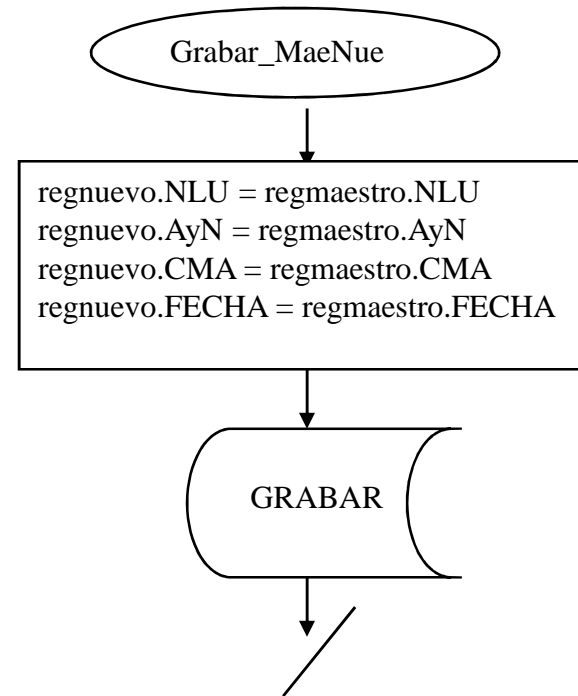 Grabar_MaeNue
regnuevo.NLU = regmaestro.NLU
regnuevo.AyN = regmaestro.AyN
regnuevo.CMA = regmaestro.CMA
regnuevo.FECHA = regmaestro.FECHA
GRABAR